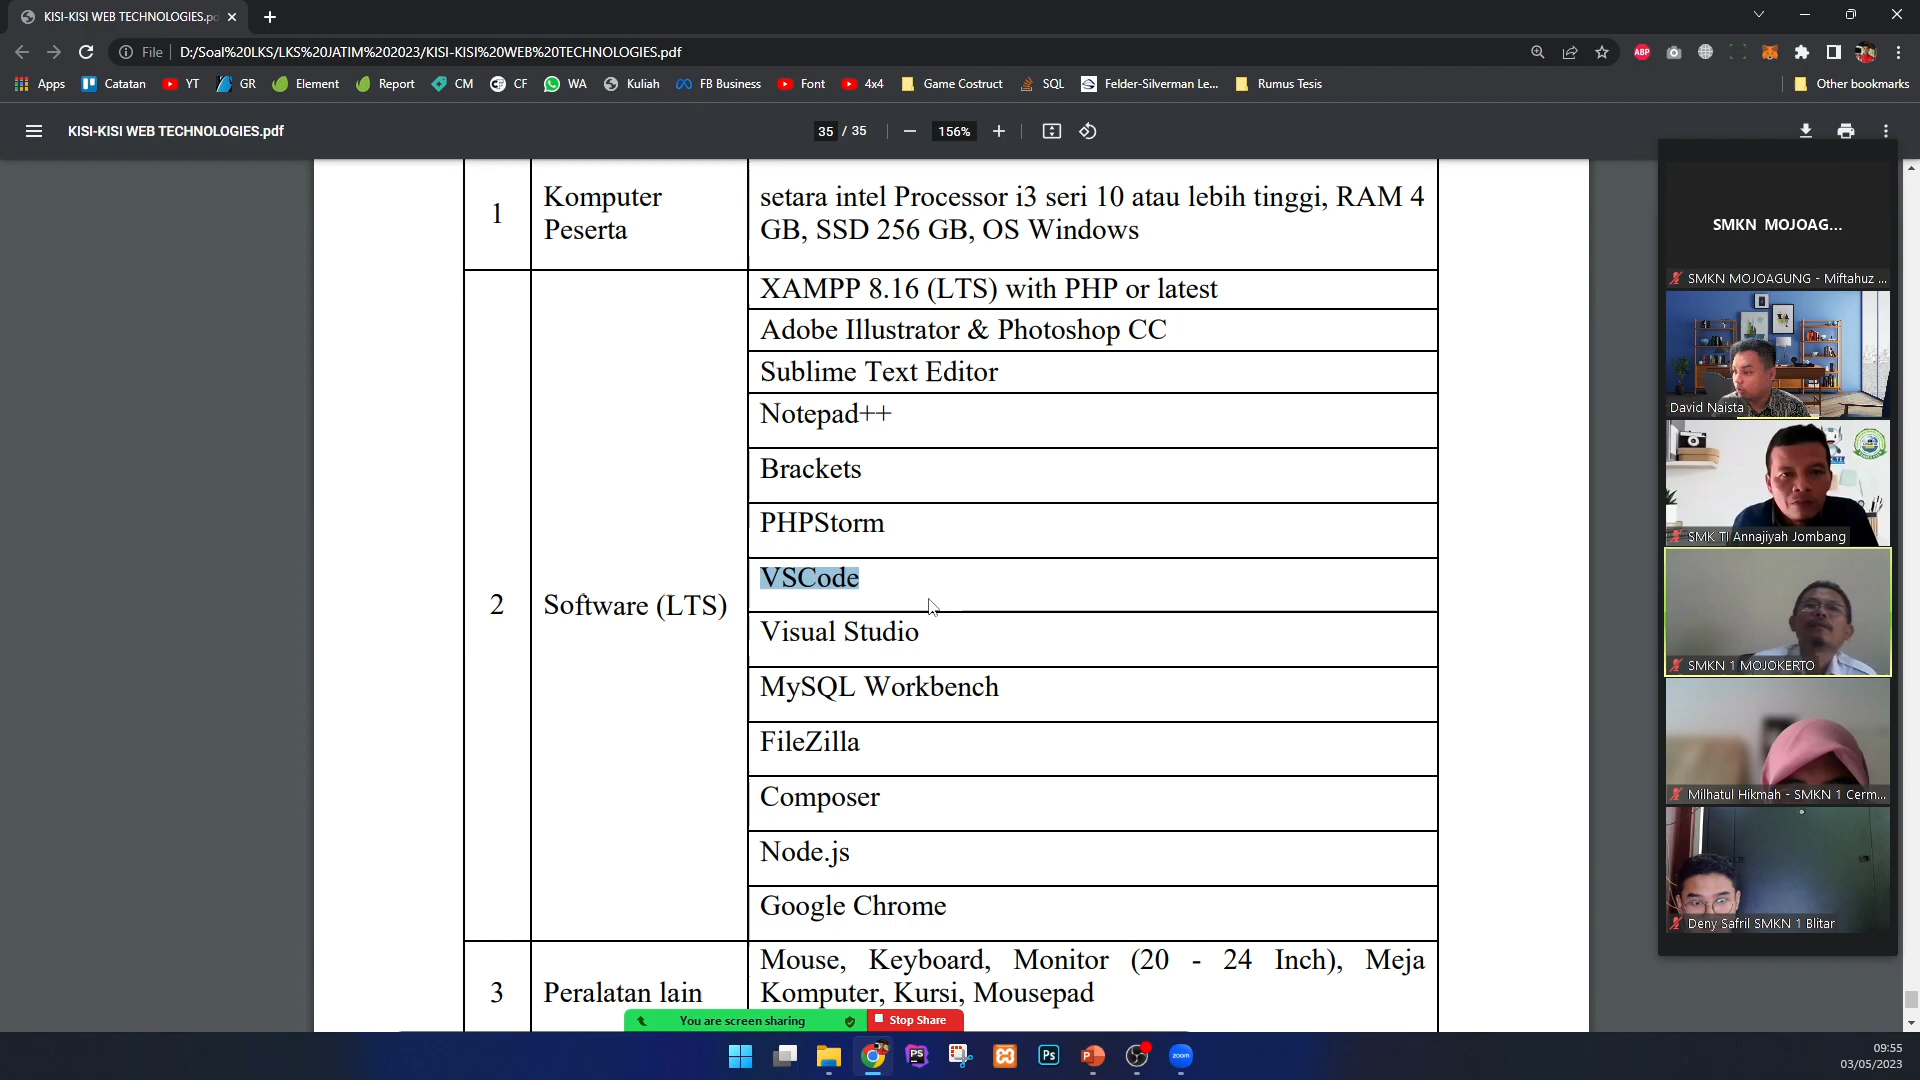 KISI-KISI WEB TECHNOLOGIES.pd
File
D:/Soal%20LKS/LKS%20JATIM%202023/KISI-KISI%20WEB%20TECHNOLOGIES.pdf
ABP
Apps
Catatan
YT
GR
Element
Report
CM
CF
WA
Kuliah
FB Business
Font
4x4
Game Costruct
SQL
Felder-Silverman Le...
Rumus Tesis
Other bookmarks
KISI-KISI WEB TECHNOLOGIES.pdf
35 / 35
156%
1
Komputer
Peserta
setara intel Processor i3 seri 10 atau lebih tinggi, RAM 4
GB, SSD 256 GB, OS Windows
2
Software (LTS)
XAMPP 8.16 (LTS) with PHP or latest
Adobe Illustrator & Photoshop CC
Sublime Text Editor
Notepad++
Brackets
PHPStorm
VSCode
Visual Studio
MySQL Workbench
FileZilla
Composer
Node.js
Google Chrome
3
Peralatan lain
Mouse, Keyboard, Monitor (20 - 24 Inch), Meja
Komputer, Kursi, Mousepad
SMKN MOJOAG...
SMKN MOJOAGUNG - Miftahuz ...
David Naista
SMK TI Annajiyah Jombang
SMKN 1 MOJOKERTO
Milhatul Hikmah - SMKN 1 Cerm...
Deny Safril SMKN 1 Blitar
You are screen sharing
Stop Share
PS
Ps
P
zoom
09:55
03/05/2023